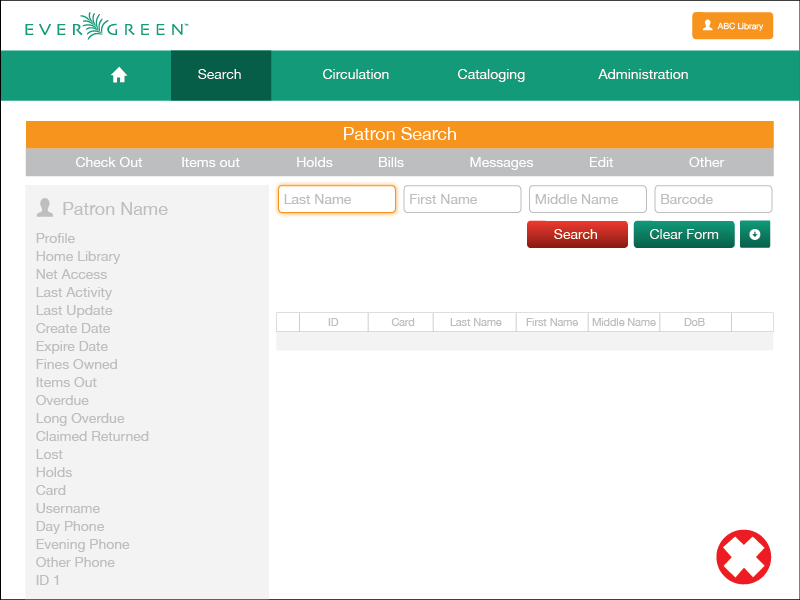 EVERGREEN™
ABC Library
Search Circulation Cataloging Administration
Patron Search
Check Out Items out Holds Bills Messages Edit Other
Patron Name
Profile
Home Library
Net Access
Last Activity
Last Update
Create Date
Expire Date
Fines Owned
Items Out
Overdue
Long Overdue
Claimed Returned
Lost
Holds
Card
Username
Day Phone
Evening Phone
Other Phone
ID 1
Last Name First Name Middle Name Barcode
Search Clear Form
ID Card Last Name First Name Middle Name DoB